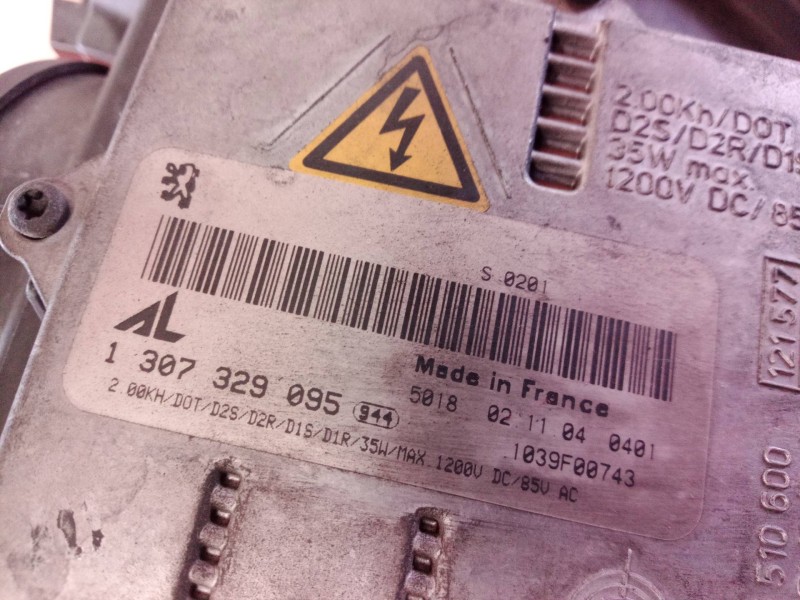 2.00Kh/DOT
D2S/D2R/D1S
35W max.
1200V DC/85
S 0201
AL
1 307 329 095 944
Made in France
5018 02 11 04 0401
1039F00743
2.00KH/DOT/D2S/D2R/D1S/D1R/35W/MAX 1200V DC/85V AC
121577
510 600